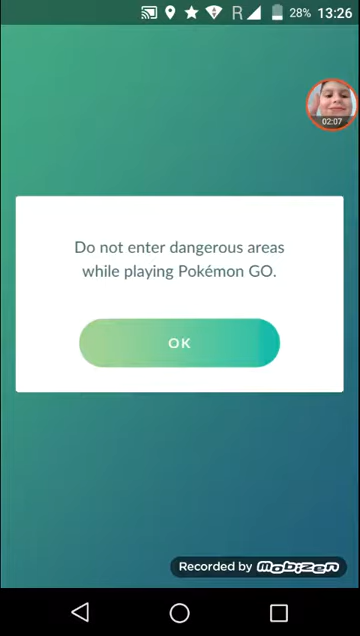 R 28% 13:26
02:07
Do not enter dangerous areas
while playing Pokémon GO.
OK
Recorded by mobizen